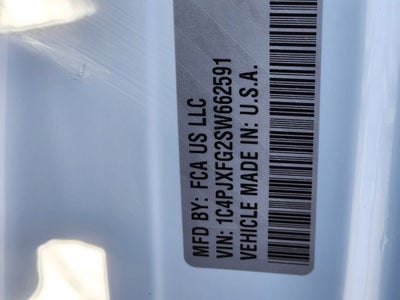 MFD BY: FCA US LLC
VIN: 1C4PJXFG2SW662591
VEHICLE MADE IN: U.S.A.